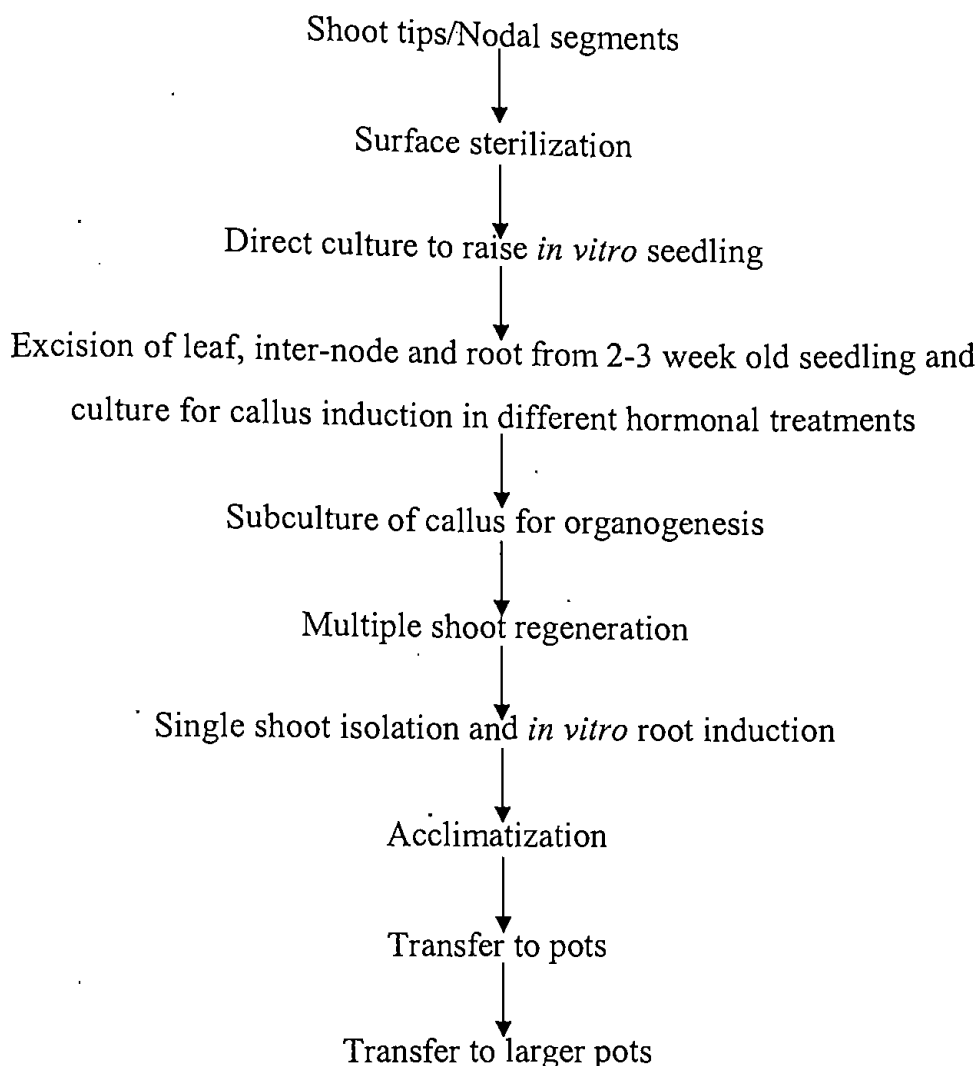 Shoot tips/Nodal segments
Surface sterilization
Direct culture to raise in vitro seedling
Excision of leaf, inter-node and root from 2-3 week old seedling and
culture for callus induction in different hormonal treatments
Subculture of callus for organogenesis
Multiple shoot regeneration
Single shoot isolation and in vitro root induction
Acclimatization
Transfer to pots
Transfer to larger pots